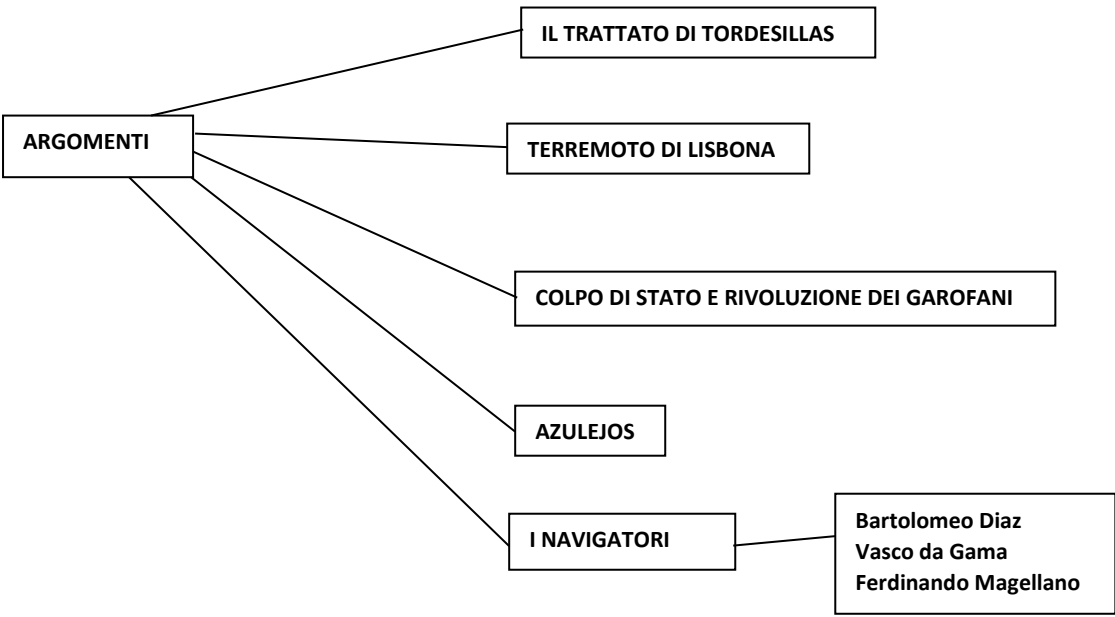 IL TRATTATO DI TORDESILLAS
ARGOMENTI
TERREMOTO DI LISBONA
COLPO DI STATO E RIVOLUZIONE DEI GAROFANI
AZULEJOS
I NAVIGATORI
Bartolomeo Diaz
Vasco da Gama
Ferdinando Magellano